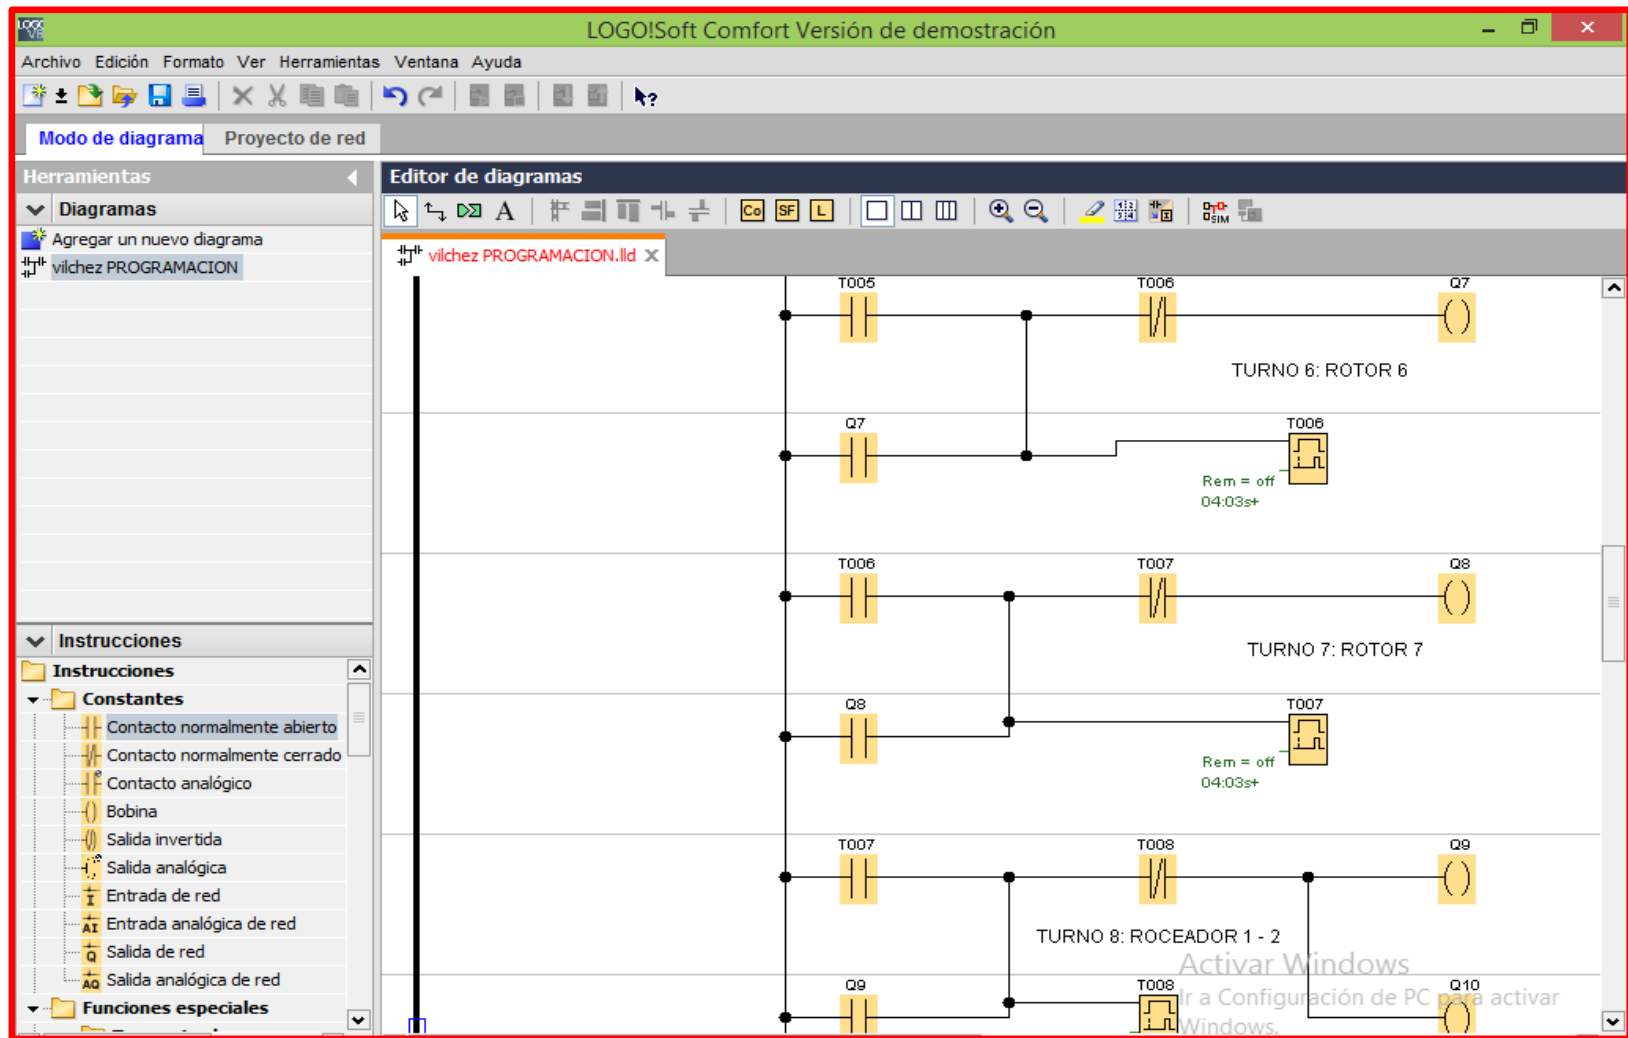 LOGO!Soft Comfort Versión de demostración
Archivo Edición Formato Ver Herramientas Ventana Ayuda
Modo de diagrama Proyecto de red
Herramientas
Diagramas
Agregar un nuevo diagrama
vilchez PROGRAMACION
Instrucciones
Instrucciones
Constantes
Contacto normalmente abierto
Contacto normalmente cerrado
Contacto analógico
Bobina
Salida invertida
Salida analógica
Entrada de red
Entrada analógica de red
Salida de red
Salida analógica de red
Funciones especiales
Editor de diagramas
A Co SF L
vilchez PROGRAMACION.lld
T005 T006 Q7
TURNO 6: ROTOR 6
Q7 T006
Rem = off
04:03s+
T006 T007 Q8
TURNO 7: ROTOR 7
Q8 T007
Rem = off
04:03s+
T007 T008 Q9
TURNO 8: ROCEADOR 1 - 2
Activar Windows
Q9 T008 Q10
Ir a Configuración de PC para activar
Windows.